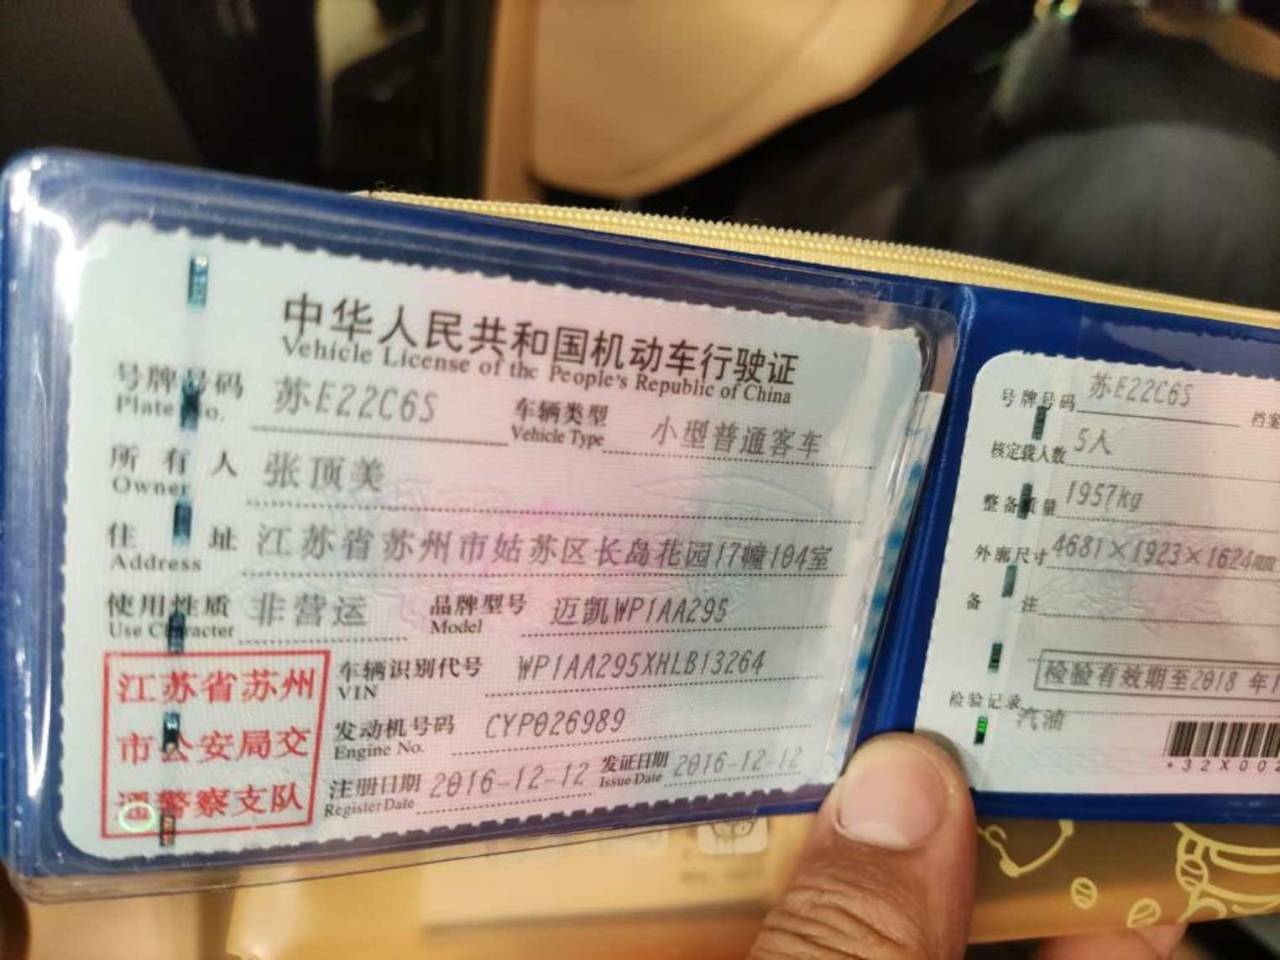 中华人民共和国机动车行驶证
Vehicle License of the People's Republic of China
号牌号码 苏E22C6S 车辆类型 小型普通客车
Plate No. Vehicle Type
所有人 张顶美
Owner
住址 江苏省苏州市姑苏区长岛花园17幢104室
Address
使用性质 非营运 品牌型号 迈凯WP1AA295
Use Character Model
江苏省苏州
市公安局交
通警察支队
车辆识别代号 WP1AA295XHLB13264
VIN
发动机号码 CYP026989
Engine No.
注册日期 2016-12-12 发证日期 2016-12-12
Register Date Issue Date
号牌号码 苏E22C6S 档案
核定载人数 5人
整备质量 1957kg
外廓尺寸 4681×1923×1624mm
备注
检验有效期至2018年1
检验记录
汽油
*32X002